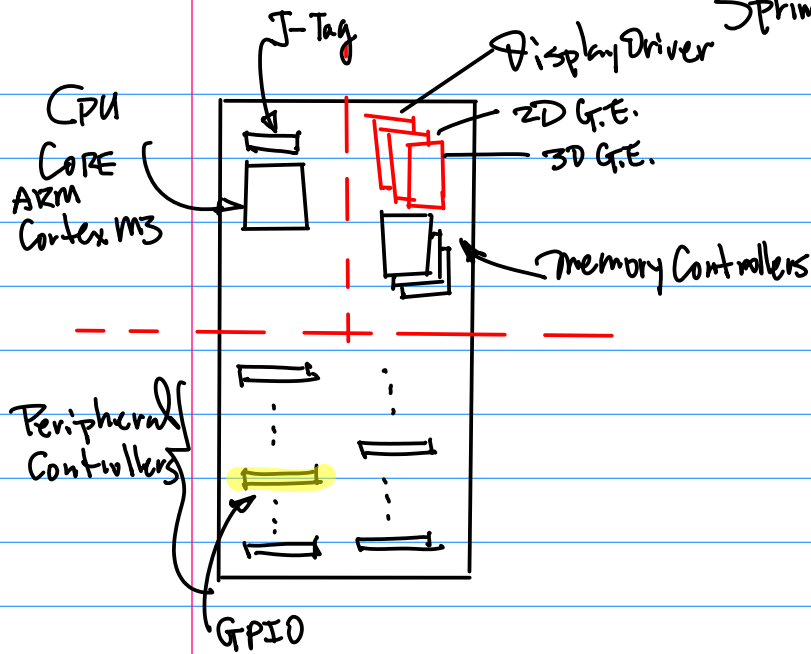 J-Tag
Display Driver
2D G.E.
3D G.E.
CPU
CORE
ARM
Cortex M3
Memory Controllers
Peripheral
Controllers
GPIO